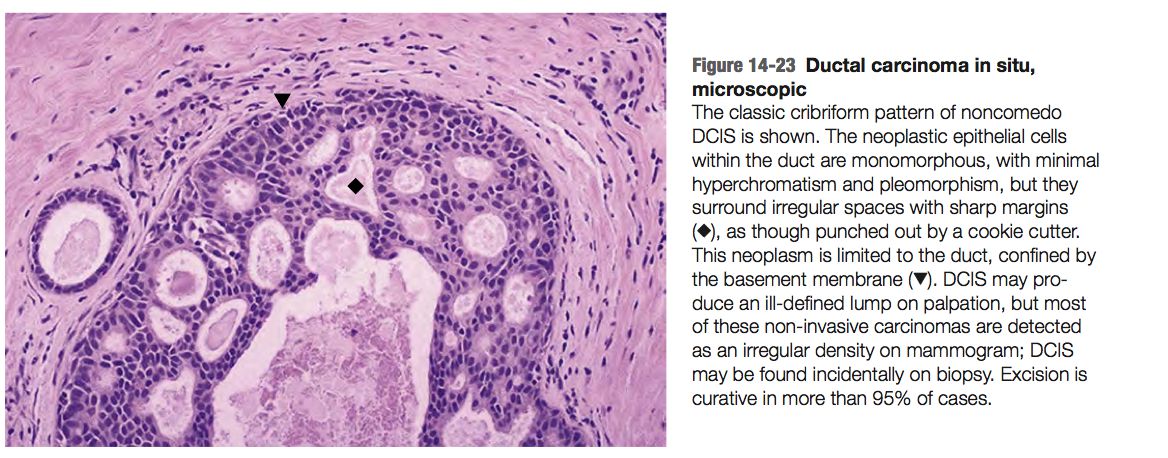 Figure 14-23 Ductal carcinoma in situ,
microscopic
The classic cribriform pattern of noncomedo
DCIS is shown. The neoplastic epithelial cells
within the duct are monomorphous, with minimal
hyperchromatism and pleomorphism, but they
surround irregular spaces with sharp margins
(◆), as though punched out by a cookie cutter.
This neoplasm is limited to the duct, confined by
the basement membrane (▼). DCIS may pro-
duce an ill-defined lump on palpation, but most
of these non-invasive carcinomas are detected
as an irregular density on mammogram; DCIS
may be found incidentally on biopsy. Excision is
curative in more than 95% of cases.